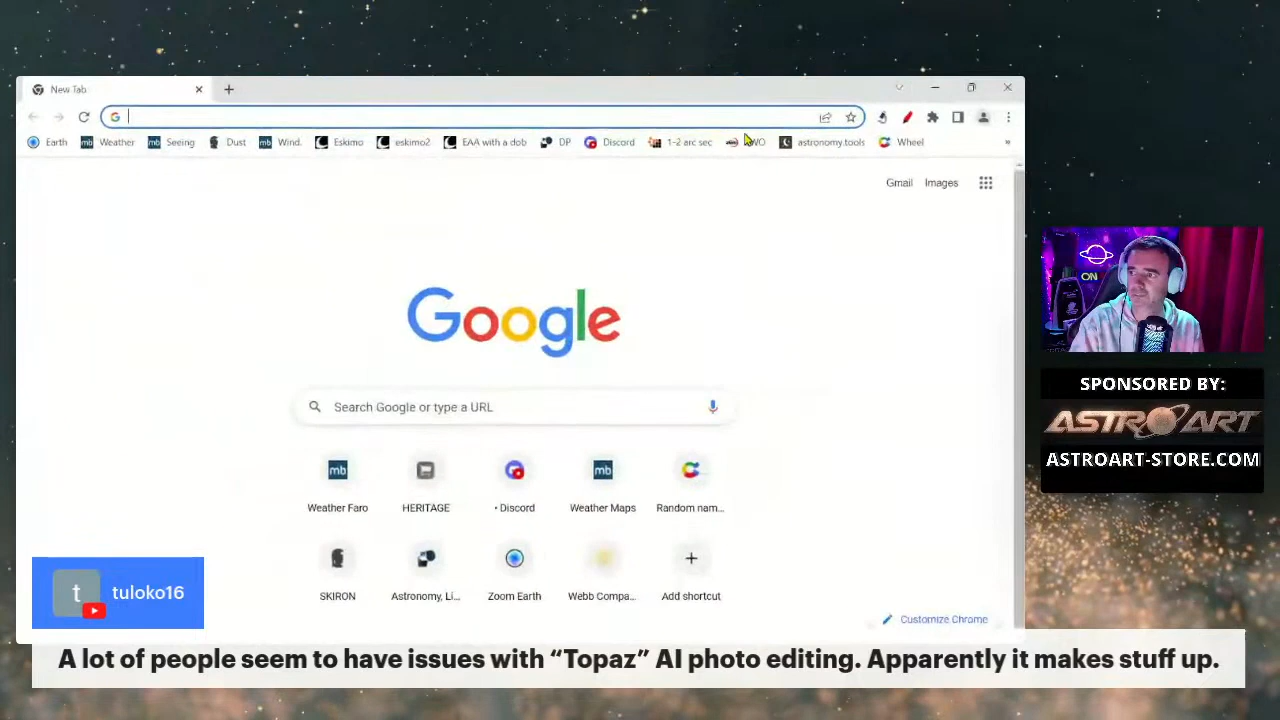 New Tab
Earth Weather Seeing Dust Wind. Eskimo eskimo2 EAA with a dob DP Discord 1-2 arc sec astronomy.tools Wheel
Gmail Images
Google
Search Google or type a URL
mb mb
Weather Faro HERITAGE • Discord Weather Maps Random nam...
SKIRON Astronomy, Li... Zoom Earth Webb Compa... Add shortcut
Customize Chrome
ON
SPONSORED BY:
ASTROART
ASTROART-STORE.COM
t tuloko16
A lot of people seem to have issues with “Topaz” AI photo editing. Apparently it makes stuff up.